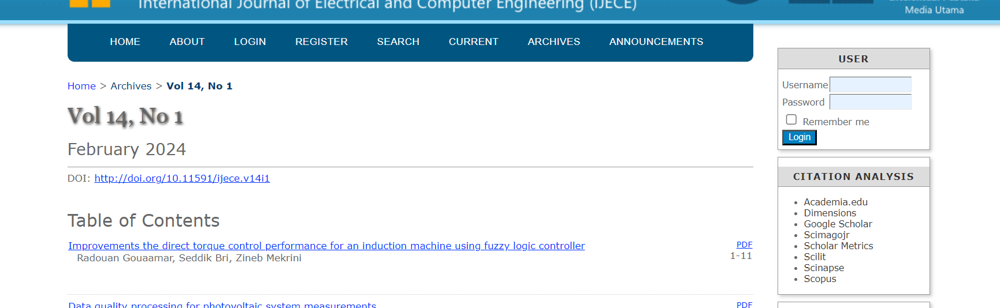 International Journal of Electrical and Computer Engineering (IJECE)
Media Utama
HOME ABOUT LOGIN REGISTER SEARCH CURRENT ARCHIVES ANNOUNCEMENTS
Home > Archives > Vol 14, No 1
Vol 14, No 1
February 2024
DOI: http://doi.org/10.11591/ijece.v14i1
Table of Contents
Improvements the direct torque control performance for an induction machine using fuzzy logic controller PDF
Radouan Gouaamar, Seddik Bri, Zineb Mekrini 1-11
Data quality processing for photovoltaic system measurements PDF
USER
Username
Password
Remember me
Login
CITATION ANALYSIS
• Academia.edu
• Dimensions
• Google Scholar
• Scimagojr
• Scholar Metrics
• Scilit
• Scinapse
• Scopus